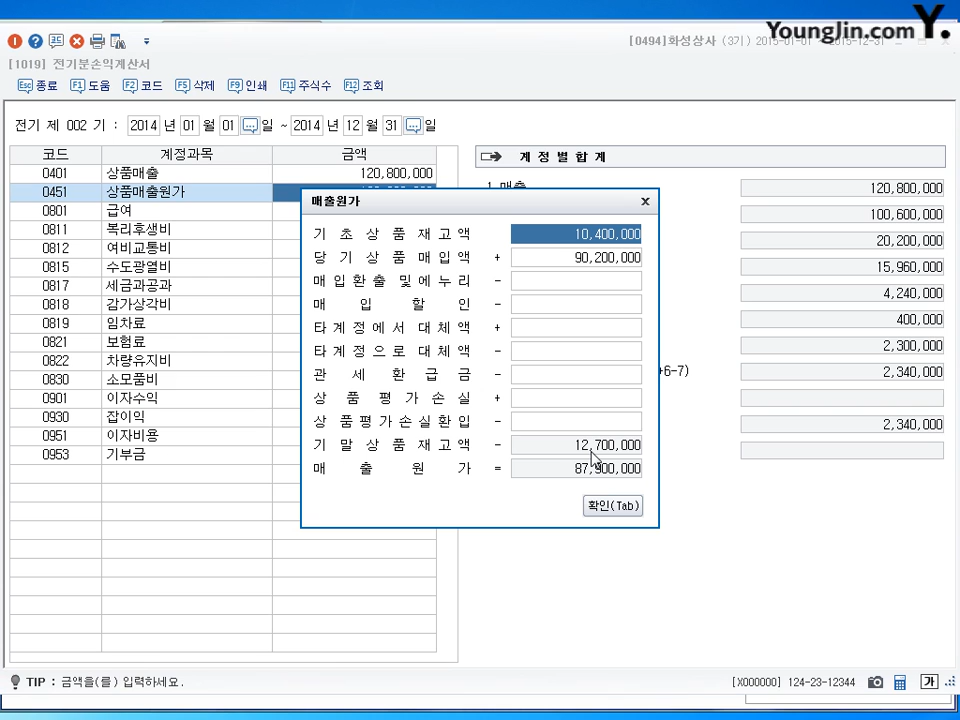 YoungJin.com Y.
[0494]화성상사 (3기) 2015-01-01 ~ 2015-12-31
[1019] 전기분손익계산서
Esc 종료 F1 도움 F2 코드 F5 삭제 F9 인쇄 F11 주식수 F12 조회
전기 제 002 기 : 2014 년 01 월 01 일 ~ 2014 년 12 월 31 일
코드 계정과목 금액
0401 상품매출 120,800,000
0451 상품매출원가
0801 급여
0811 복리후생비
0812 여비교통비
0815 수도광열비
0817 세금과공과
0818 감가상각비
0819 임차료
0821 보험료
0822 차량유지비
0830 소모품비
0901 이자수익
0930 잡이익
0951 이자비용
0953 기부금
계 정 별 합 계
1.매출 120,800,000
100,600,000
20,200,000
15,960,000
4,240,000
400,000
2,300,000
+6-7) 2,340,000
2,340,000
매출원가 x
기 초 상 품 재 고 액 10,400,000
당 기 상 품 매 입 액 + 90,200,000
매 입 환 출 및 에 누 리 -
매 입 할 인 -
타 계 정 에 서 대 체 액 +
타 계 정 으 로 대 체 액 -
관 세 환 급 금 -
상 품 평 가 손 실 +
상 품 평 가 손 실 환 입 -
기 말 상 품 재 고 액 - 12,700,000
매 출 원 가 = 87,900,000
확인(Tab)
TIP : 금액을(를) 입력하세요.
[X000000] 124-23-12344 가